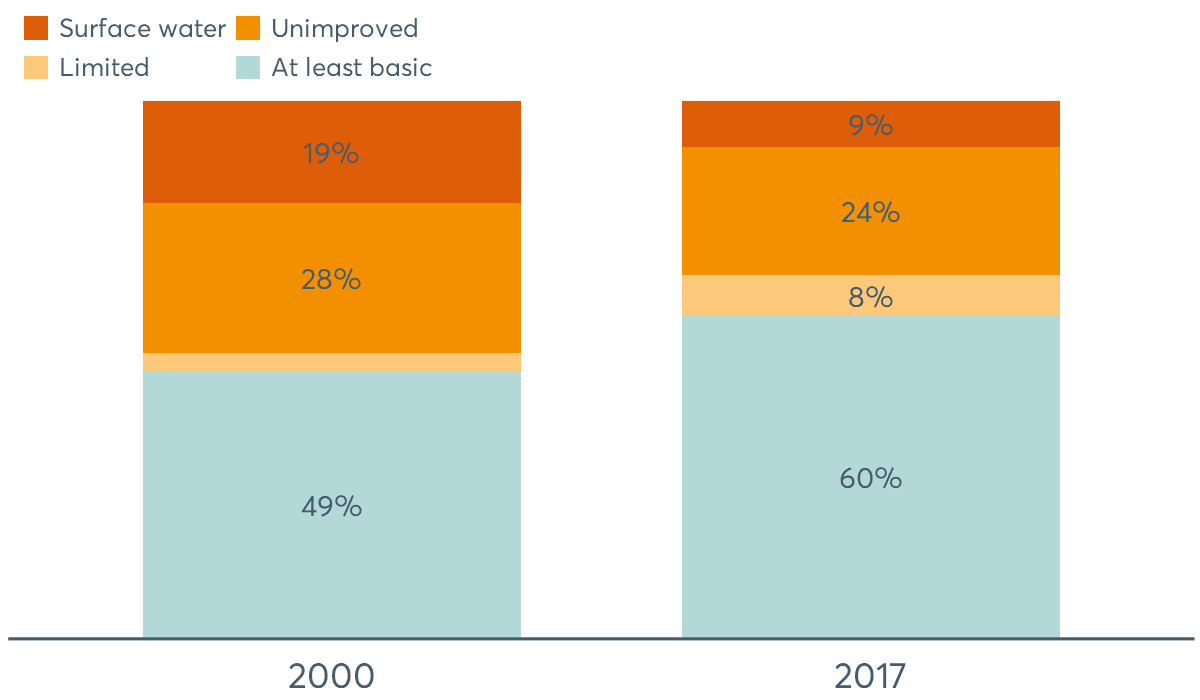 Surface water Unimproved
Limited At least basic
19% 9%
28% 24%
8%
49% 60%
2000 2017